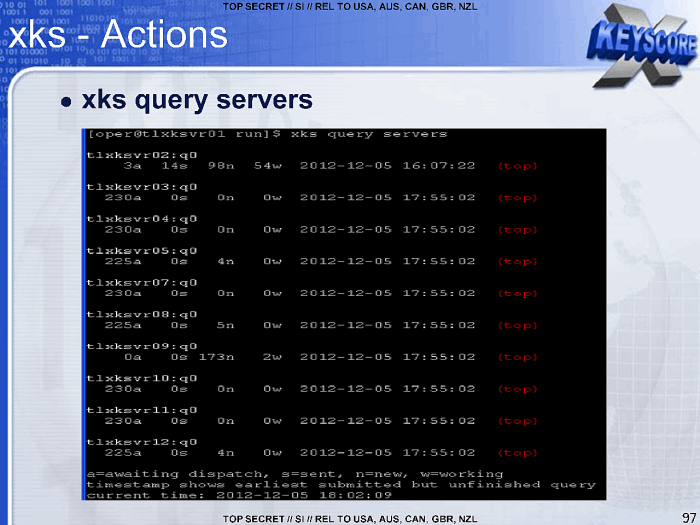 TOP SECRET // SI // REL TO USA, AUS, CAN, GBR, NZL
xks - Actions
KEYSCORE
X
● xks query servers
[oper@tlxksvr01 run]$ xks query servers
tlxksvr02:q0
3a 14s 98n 54w 2012-12-05 16:07:22 (top)
tlxksvr03:q0
230a 0s 0n 0w 2012-12-05 17:55:02 (top)
tlxksvr04:q0
230a 0s 0n 0w 2012-12-05 17:55:02 (top)
tlxksvr05:q0
225a 0s 4n 0w 2012-12-05 17:55:02 (top)
tlxksvr07:q0
230a 0s 0n 0w 2012-12-05 17:55:02 (top)
tlxksvr08:q0
225a 0s 5n 0w 2012-12-05 17:55:02 (top)
tlxksvr09:q0
0a 0s 173n 2w 2012-12-05 17:55:02 (top)
tlxksvr10:q0
230a 0s 0n 0w 2012-12-05 17:55:02 (top)
tlxksvr11:q0
230a 0s 0n 0w 2012-12-05 17:55:02 (top)
tlxksvr12:q0
225a 0s 4n 0w 2012-12-05 17:55:02 (top)
a=awaiting dispatch, s=sent, n=new, w=working
timestamp shows earliest submitted but unfinished query
current time: 2012-12-05 18:02:09
TOP SECRET // SI // REL TO USA, AUS, CAN, GBR, NZL
97